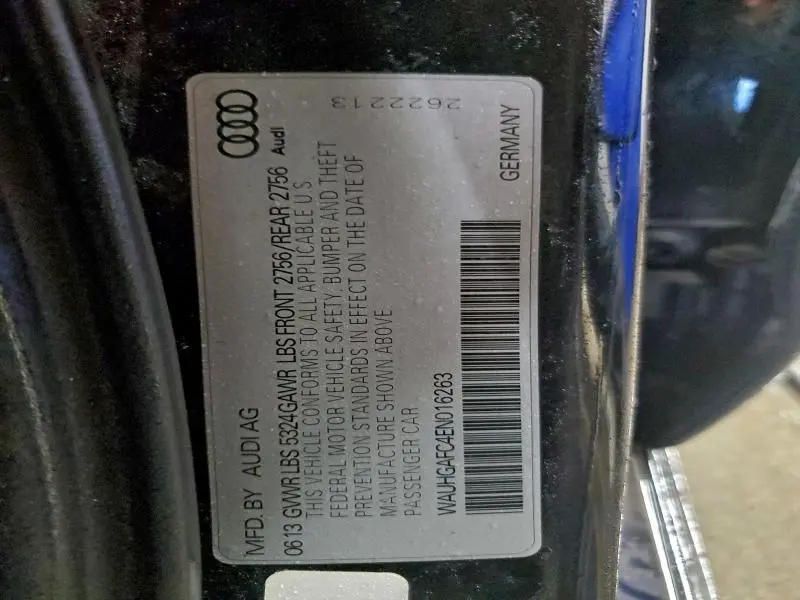 MFD. BY AUDI AG
Audi
0613 GVWR LBS 5324GAWR LBS FRONT 2756/REAR 2756
THIS VEHICLE CONFORMS TO ALL APPLICABLE U.S.
FEDERAL MOTOR VEHICLE SAFETY, BUMPER AND THEFT
PREVENTION STANDARDS IN EFFECT ON THE DATE OF
MANUFACTURE SHOWN ABOVE
PASSENGER CAR
WAUHGAFC4EN016263
GERMANY
262213